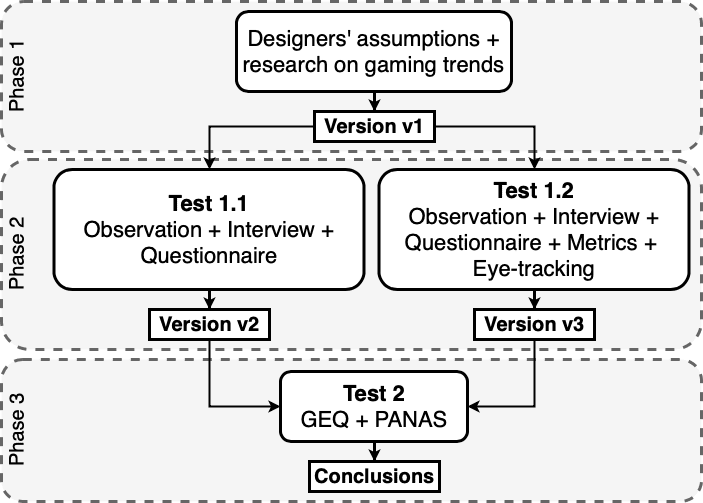 Phase 1
Designers' assumptions +
research on gaming trends
Version v1
Phase 2
Test 1.1
Observation + Interview +
Questionnaire
Test 1.2
Observation + Interview +
Questionnaire + Metrics +
Eye-tracking
Version v2
Version v3
Phase 3
Test 2
GEQ + PANAS
Conclusions